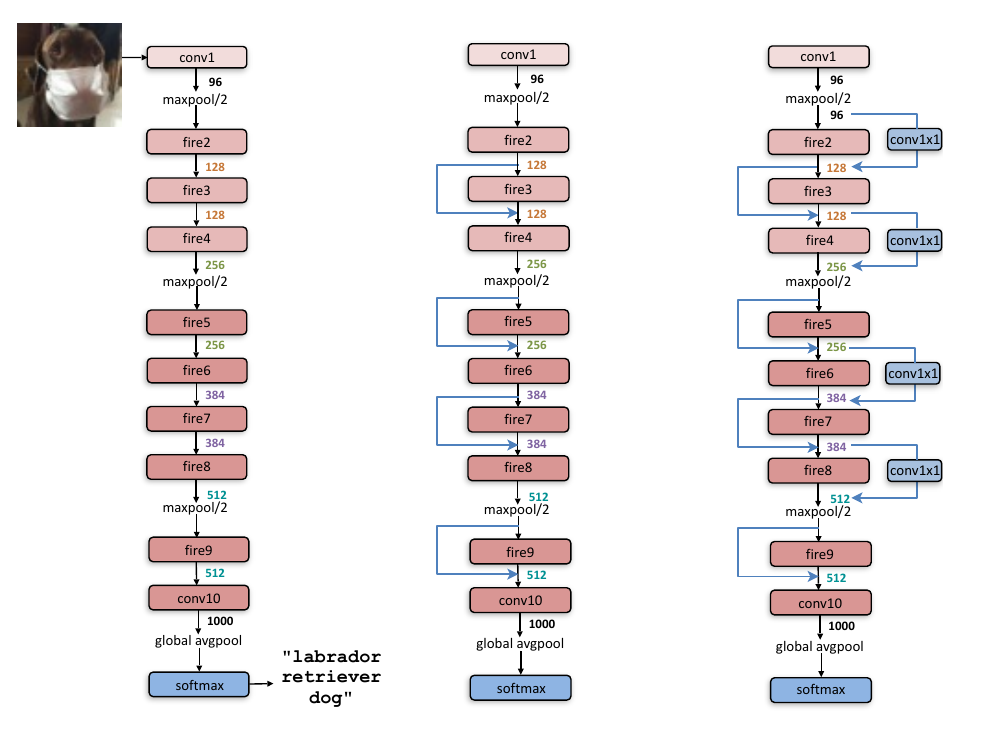 conv1
96
maxpool/2
fire2
128
fire3
128
fire4
256
maxpool/2
fire5
256
fire6
384
fire7
384
fire8
512
maxpool/2
fire9
512
conv10
1000
global avgpool
softmax
"labrador
retriever
dog"
conv1
96
maxpool/2
fire2
128
fire3
128
fire4
256
maxpool/2
fire5
256
fire6
384
fire7
384
fire8
512
maxpool/2
fire9
512
conv10
1000
global avgpool
softmax
conv1
96
maxpool/2
96
fire2
conv1x1
128
fire3
128
fire4
conv1x1
256
maxpool/2
fire5
256
fire6
conv1x1
384
fire7
384
fire8
conv1x1
512
maxpool/2
fire9
512
conv10
1000
global avgpool
softmax